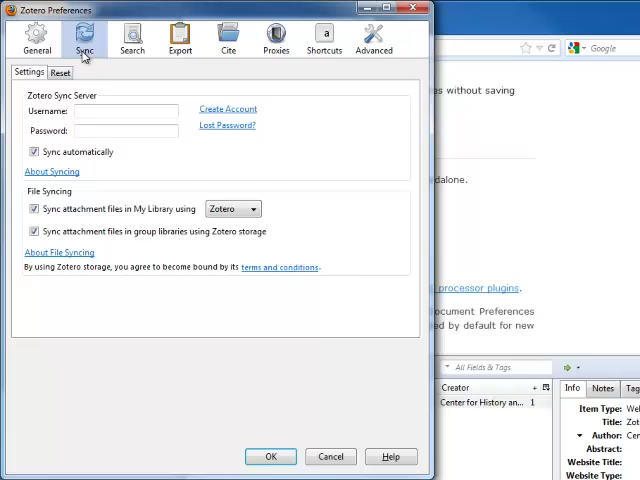 Zotero Preferences
General Sync Search Export Cite Proxies Shortcuts Advanced
a
Google
Settings Reset
es without saving
Zotero Sync Server
Username: Create Account
Password: Lost Password?
Sync automatically
About Syncing
dalone.
File Syncing
Sync attachment files in My Library using Zotero
Sync attachment files in group libraries using Zotero storage
About File Syncing
By using Zotero storage, you agree to become bound by its terms and conditions.
processor plugins.
ocument Preferences
ed by default for new
All Fields & Tags
Creator
Info Notes Tag
Center for History an... 1
Item Type: We
Title: Zot
Author: Cen
Abstract:
Website Title:
Website Type:
OK Cancel Help